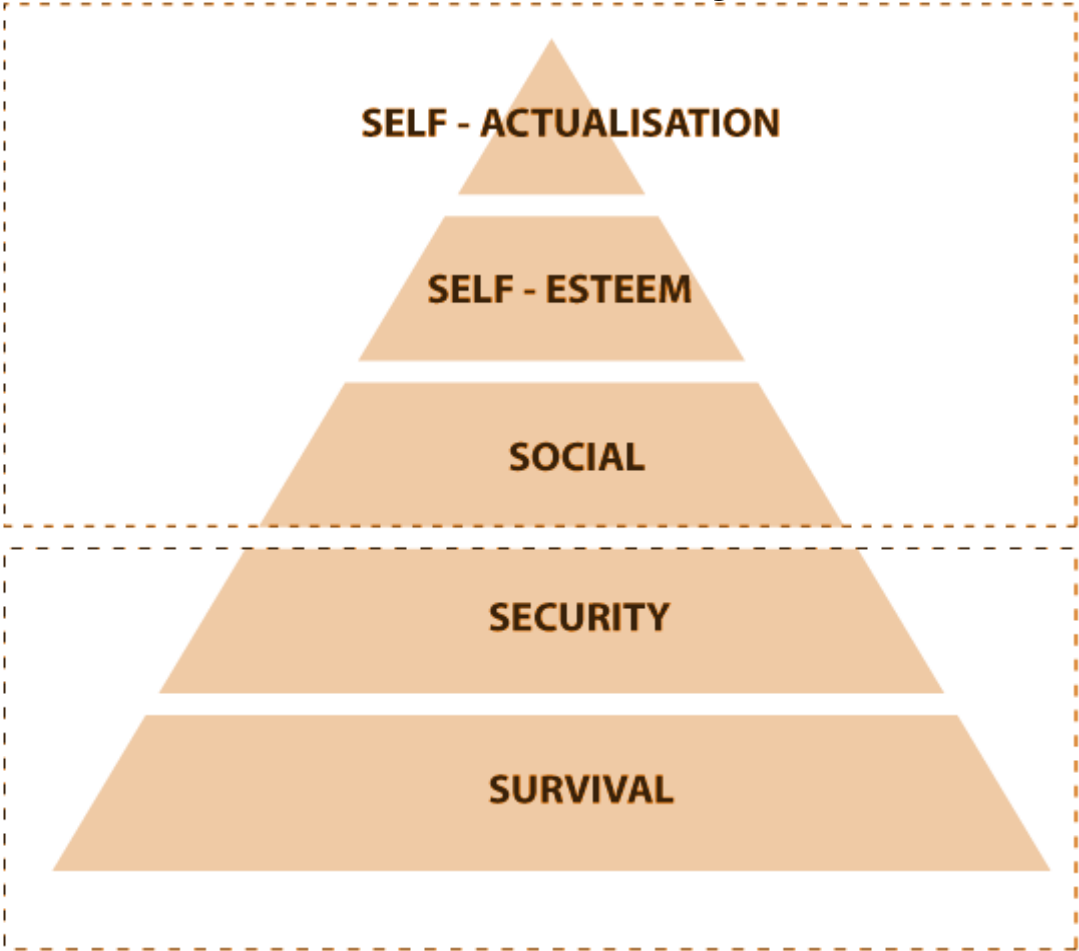 SELF - ACTUALISATION
SELF - ESTEEM
SOCIAL
SECURITY
SURVIVAL